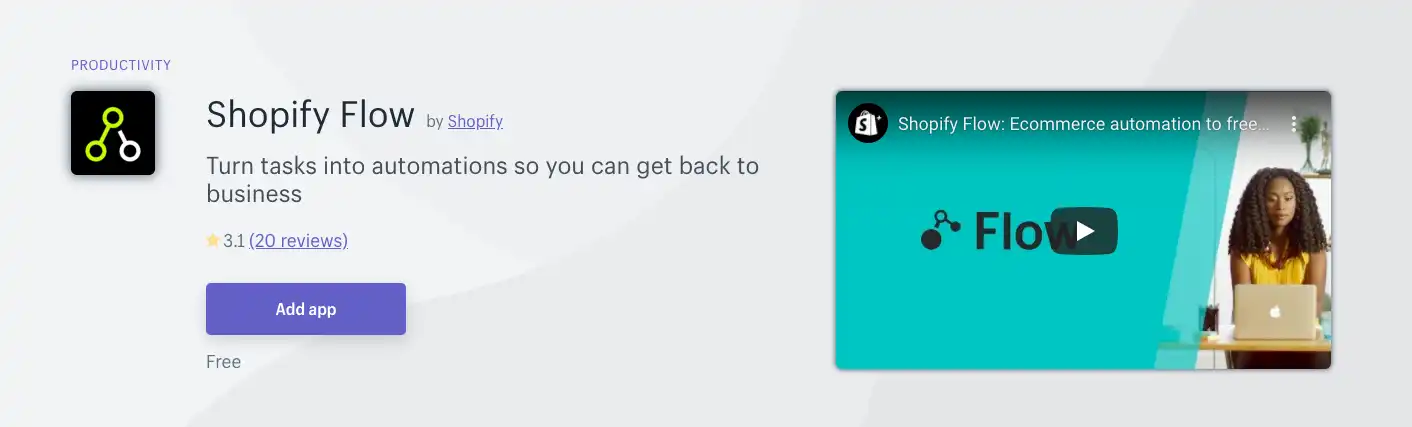 PRODUCTIVITY
Shopify Flow by Shopify
Turn tasks into automations so you can get back to
business
3.1 (20 reviews)
Add app
Free
Shopify Flow: Ecommerce automation to free...
Flow